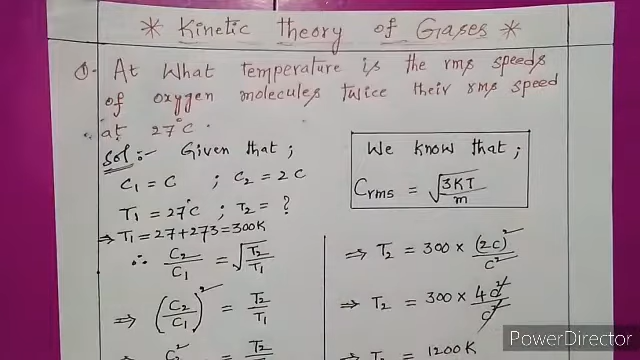 * Kinetic Theory of Gases *
Q- At What temperature is the rms speeds
of oxygen molecules twice their rms speed
at 27°C.
Sol:- Given that;
C₁ = C ; C₂ = 2C
T₁ = 27°C ; T₂ = ?
⇒ T₁ = 27+273 = 300K
∴ C₂/C₁ = √(T₂/T₁)
⇒ (C₂/C₁)² = T₂/T₁
C₂² = T₂
We know that;
Crms = √(3KT/m)
⇒ T₂ = 300 × (2C)²/C²
⇒ T₂ = 300 × 4C²/C²
⇒ T₂ = 1200K
PowerDirector